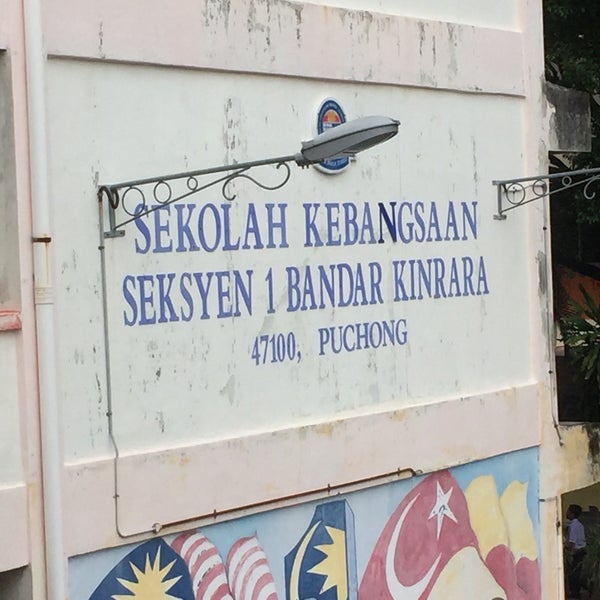 SEKOLAH KEBANGSAAN
SEKSYEN 1 BANDAR KINRARA
47100, PUCHONG